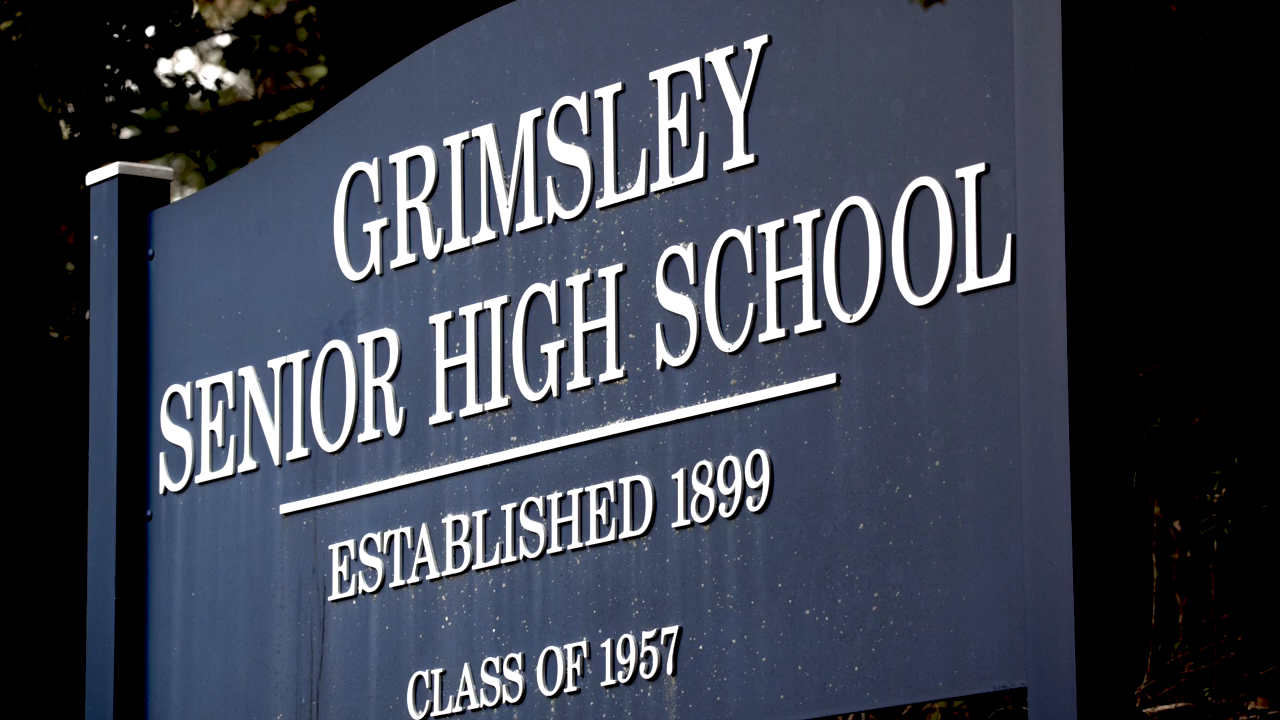 GRIMSLEY
SENIOR HIGH SCHOOL
ESTABLISHED 1899
CLASS OF 1957